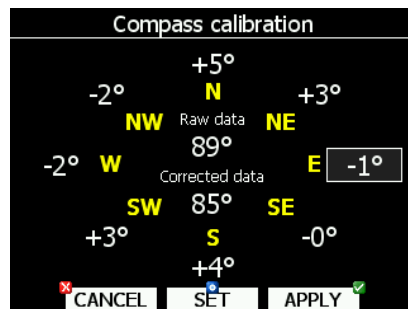 Compass calibration
+5°
-2° N +3°
NW Raw data NE
89°
-2° W E -1°
Corrected data
SW 85° SE
+3° S -0°
+4°
CANCEL SET APPLY